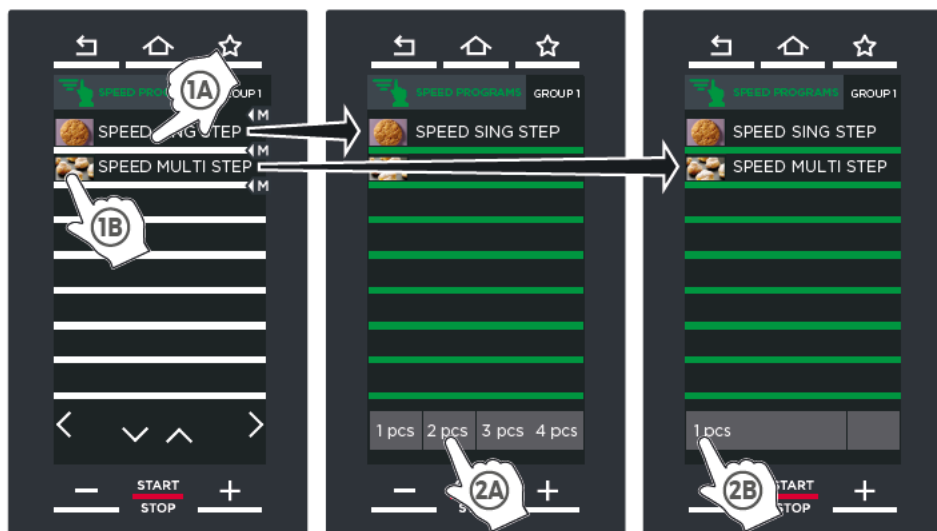 SPEED PROGRAMS GROUP 1
M
SPEED SING STEP
M
SPEED MULTI STEP
M
1A
1B
START
STOP
SPEED PROGRAMS GROUP 1
SPEED SING STEP
1 pcs 2 pcs 3 pcs 4 pcs
2A
SPEED PROGRAMS GROUP 1
SPEED SING STEP
SPEED MULTI STEP
1 pcs
2B
START
STOP